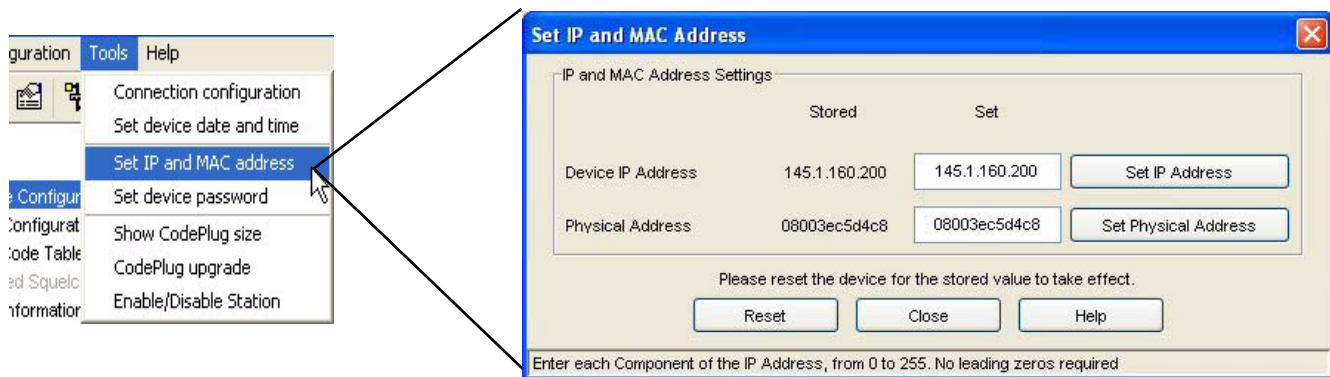 guration Tools Help
Connection configuration
Set device date and time
Set IP and MAC address
Set device password
Show CodePlug size
CodePlug upgrade
Enable/Disable Station
e Configur
Configurat
Code Table
ed Squelc
nformation
Set IP and MAC Address
IP and MAC Address Settings
Stored Set
Device IP Address 145.1.160.200 145.1.160.200 Set IP Address
Physical Address 08003ec5d4c8 08003ec5d4c8 Set Physical Address
Please reset the device for the stored value to take effect.
Reset Close Help
Enter each Component of the IP Address, from 0 to 255. No leading zeros required